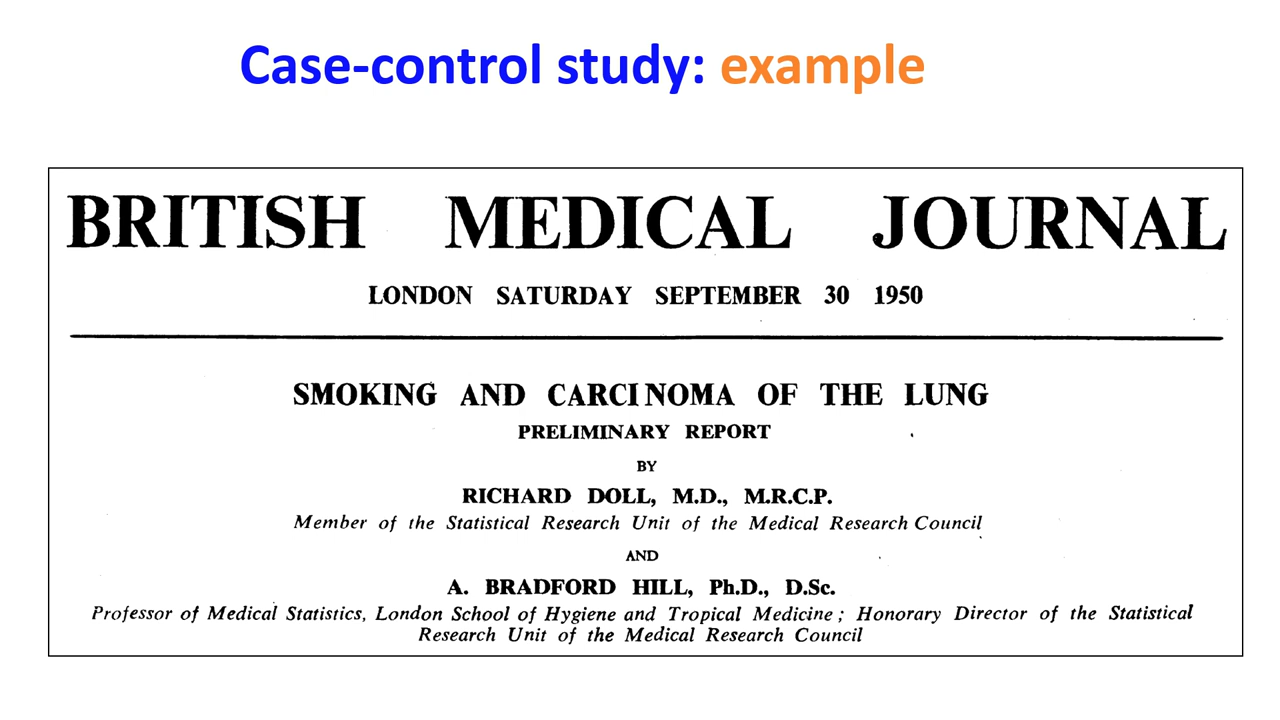 Case-control study: example
BRITISH MEDICAL JOURNAL
LONDON SATURDAY SEPTEMBER 30 1950
SMOKING AND CARCINOMA OF THE LUNG
PRELIMINARY REPORT
BY
RICHARD DOLL, M.D., M.R.C.P.
Member of the Statistical Research Unit of the Medical Research Council
AND
A. BRADFORD HILL, Ph.D., D.Sc.
Professor of Medical Statistics, London School of Hygiene and Tropical Medicine ; Honorary Director of the Statistical
Research Unit of the Medical Research Council